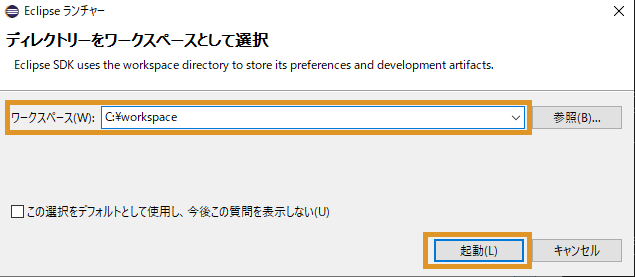 Eclipse ランチャー
ディレクトリーをワークスペースとして選択
Eclipse SDK uses the workspace directory to store its preferences and development artifacts.
ワークスペース(W): C:¥workspace 参照(B)...
この選択をデフォルトとして使用し、今後この質問を表示しない(U)
起動(L) キャンセル